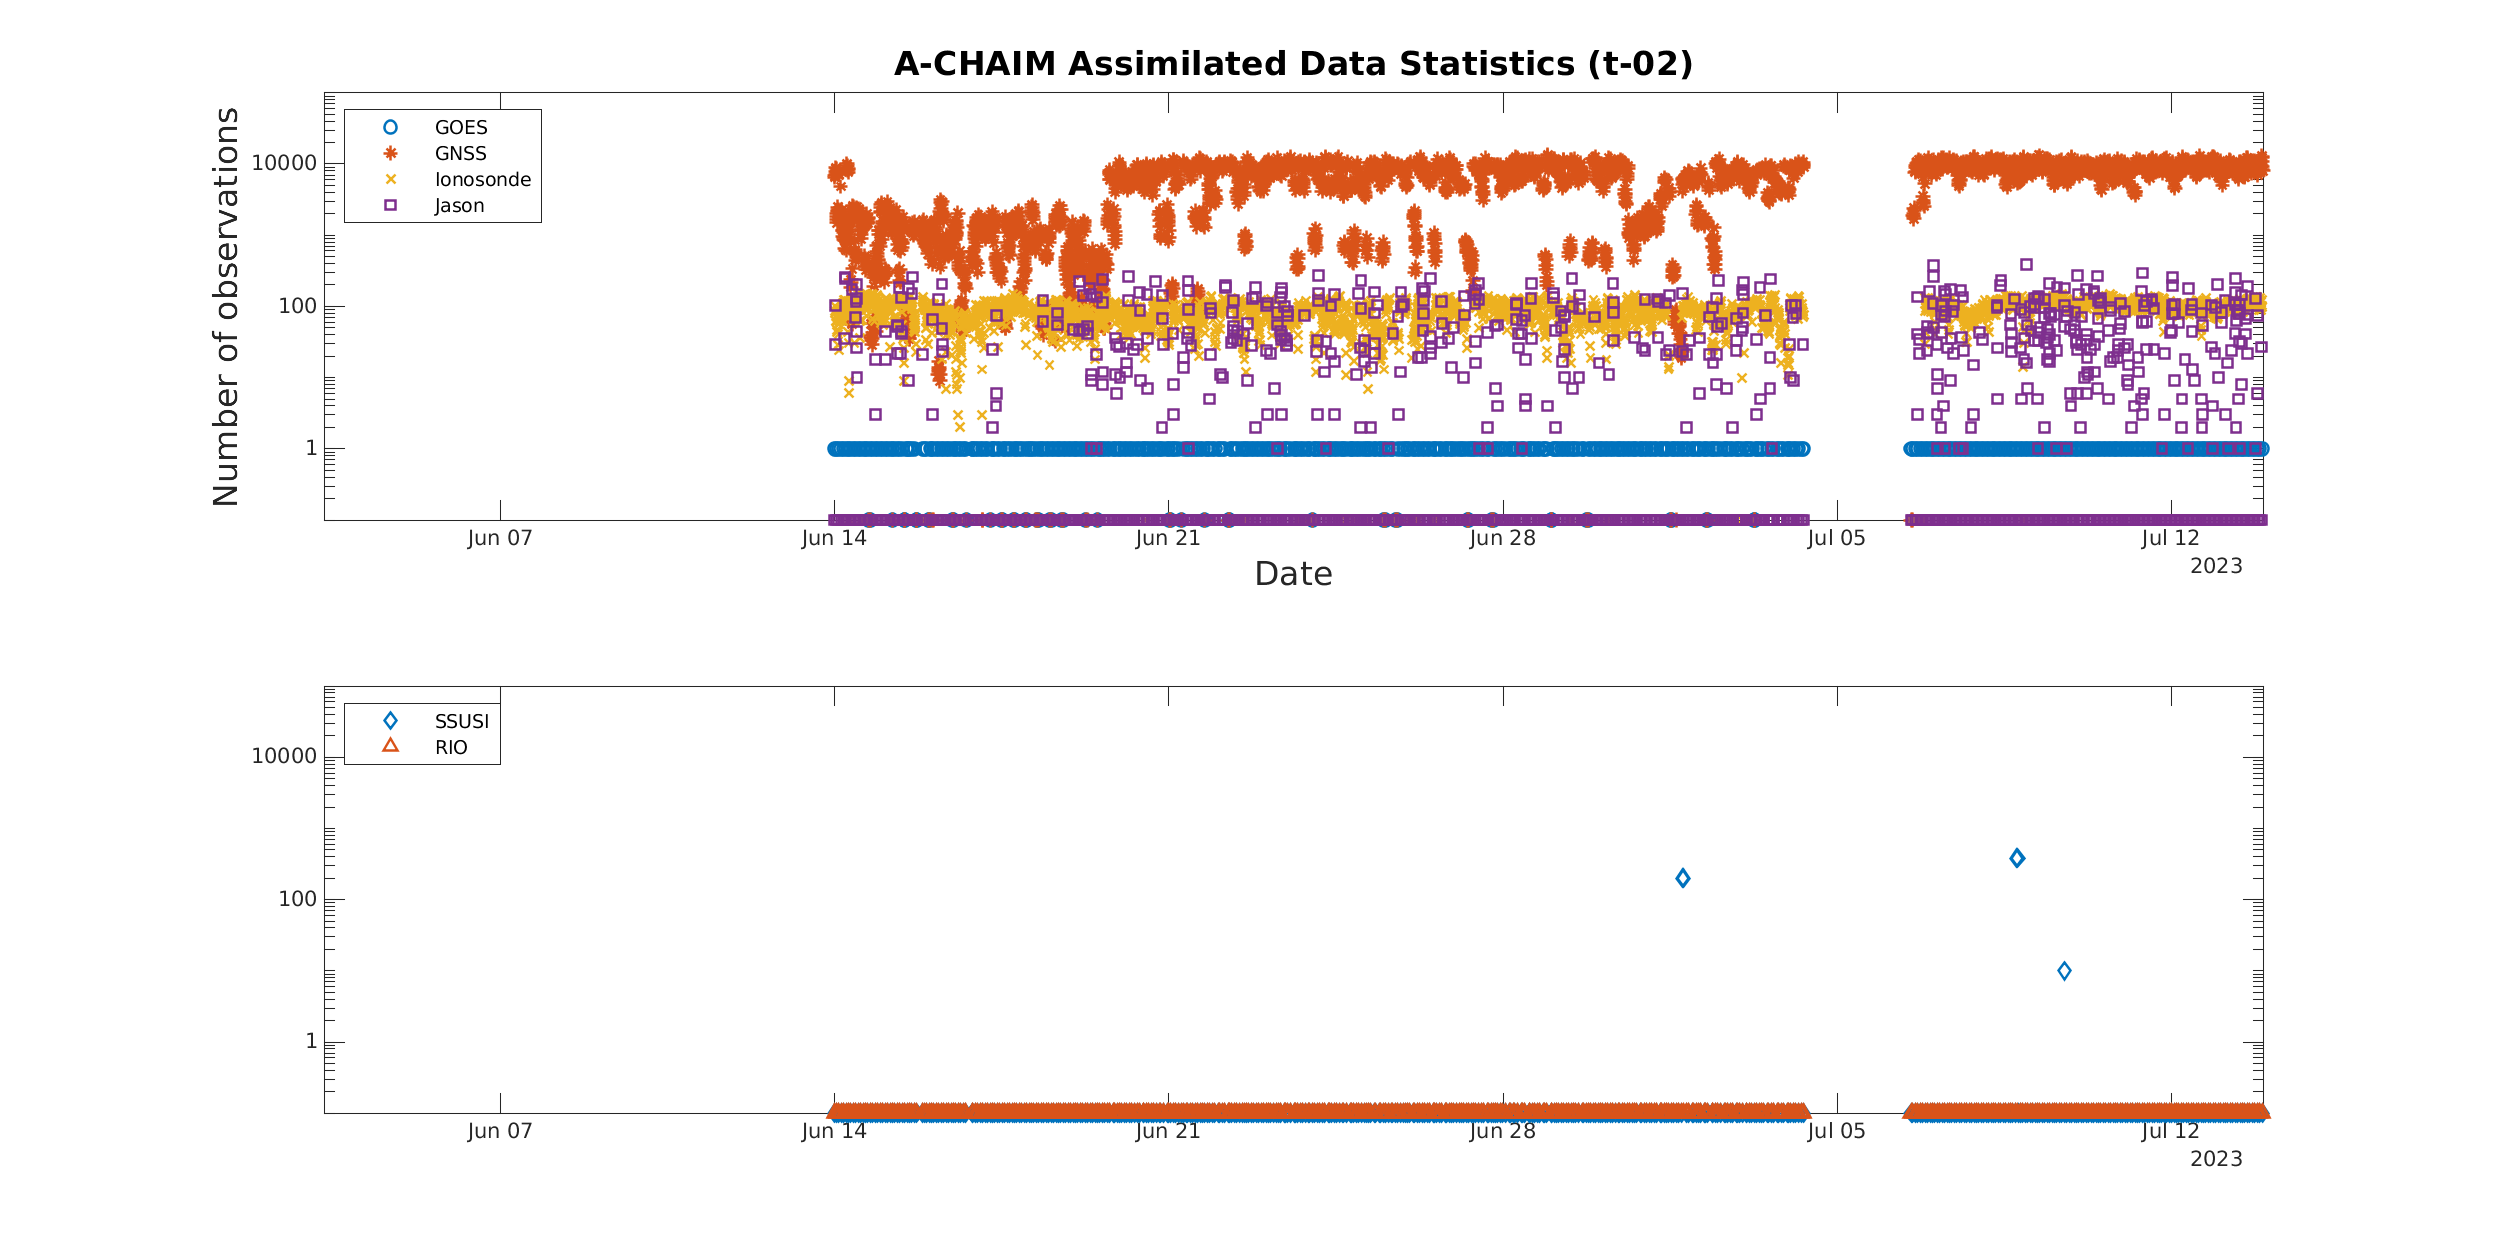 A-CHAIM Assimilated Data Statistics (t-02)
Number of observations
10000
100
1
GOES
GNSS
Ionosonde
Jason
Jun 07
Jun 14
Jun 21
Jun 28
Jul 05
Jul 12
2023
Date
10000
100
1
SSUSI
RIO
Jun 07
Jun 14
Jun 21
Jun 28
Jul 05
Jul 12
2023